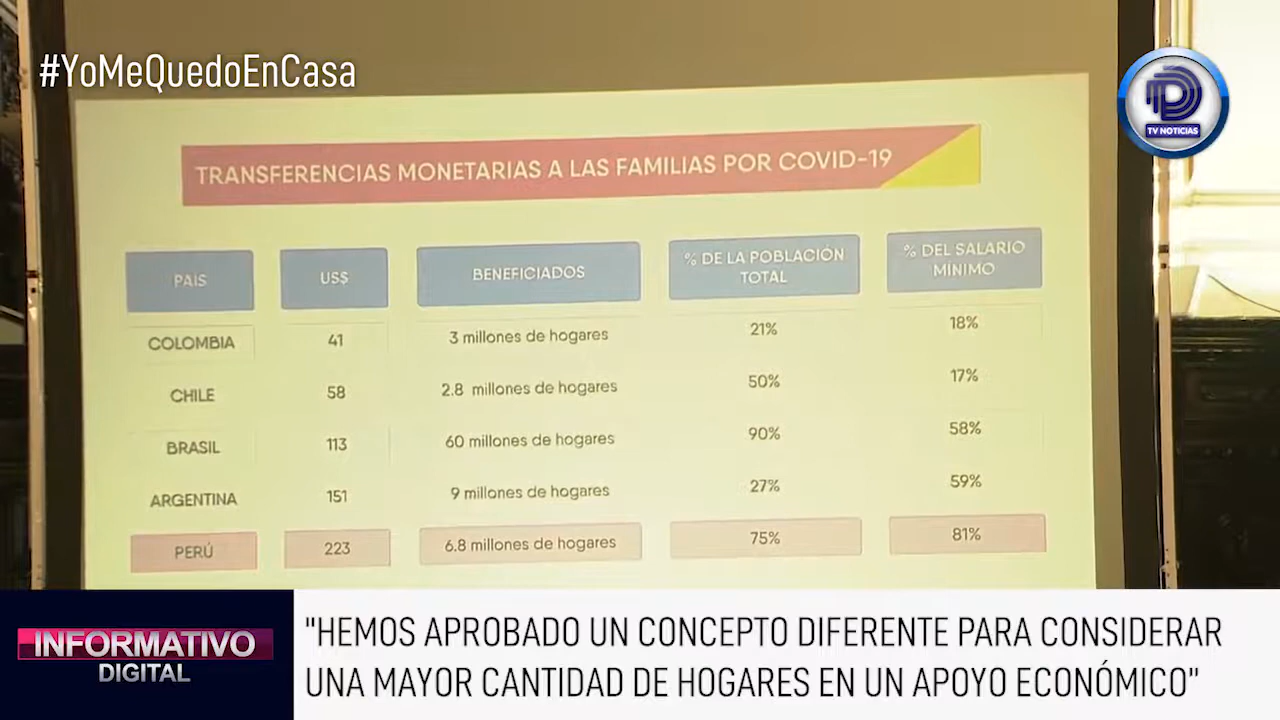 #YoMeQuedoEnCasa
TV NOTICIAS
TRANSFERENCIAS MONETARIAS A LAS FAMILIAS POR COVID-19
PAIS US$ BENEFICIADOS % DE LA POBLACIÓN TOTAL % DEL SALARIO MINIMO
COLOMBIA 41 3 millones de hogares 21% 18%
CHILE 58 2.8 millones de hogares 50% 17%
BRASIL 113 60 millones de hogares 90% 58%
ARGENTINA 151 9 millones de hogares 27% 59%
PERÚ 223 6.8 millones de hogares 75% 81%
INFORMATIVO
DIGITAL
"HEMOS APROBADO UN CONCEPTO DIFERENTE PARA CONSIDERAR
UNA MAYOR CANTIDAD DE HOGARES EN UN APOYO ECONÓMICO"